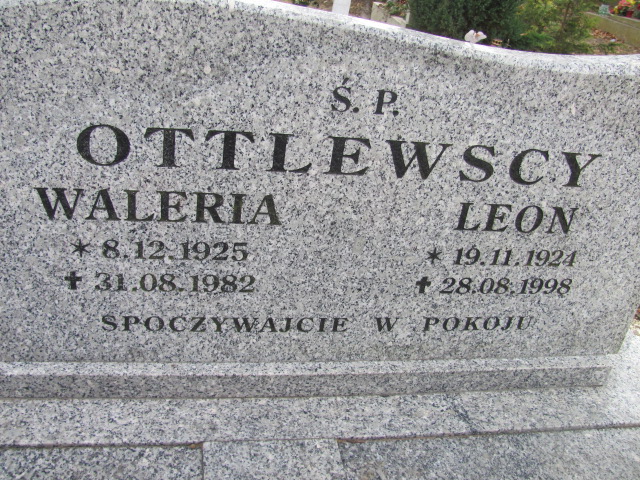 Ś. P.
OTTLEWSCY
WALERIA LEON
* 8.12.1925 * 19.11.1924
✝ 31.08.1982 ✝ 28.08.1998
SPOCZYWAJCIE W POKOJU